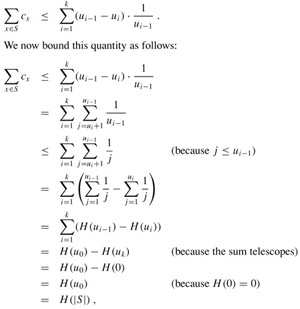 ∑_{x∈S} c_x ≤ ∑_{i=1}^{k} (u_{i−1} − u_i) · 1/u_{i−1} .
We now bound this quantity as follows:
∑_{x∈S} c_x ≤ ∑_{i=1}^{k} (u_{i−1} − u_i) · 1/u_{i−1}
= ∑_{i=1}^{k} ∑_{j=u_i+1}^{u_{i−1}} 1/u_{i−1}
≤ ∑_{i=1}^{k} ∑_{j=u_i+1}^{u_{i−1}} 1/j (because j ≤ u_{i−1})
= ∑_{i=1}^{k} (∑_{j=1}^{u_{i−1}} 1/j − ∑_{j=1}^{u_i} 1/j)
= ∑_{i=1}^{k} (H(u_{i−1}) − H(u_i))
= H(u_0) − H(u_k) (because the sum telescopes)
= H(u_0) − H(0)
= H(u_0) (because H(0) = 0)
= H(|S|) ,